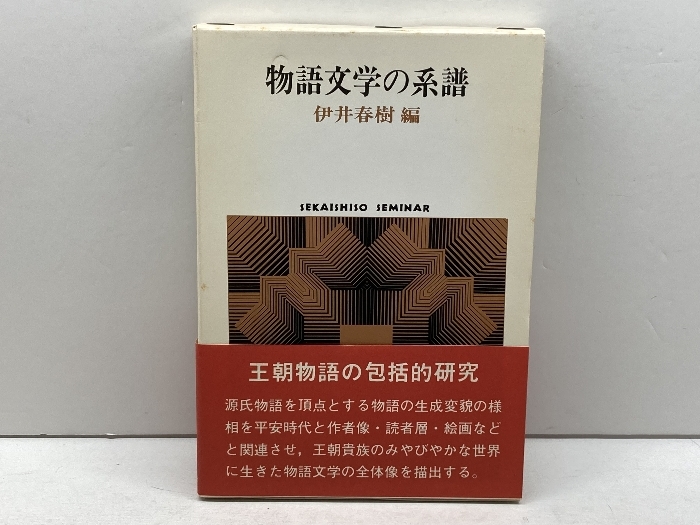 物語文学の系譜
伊井春樹 編
SEKAISHISO SEMINAR
王朝物語の包括的研究
源氏物語を頂点とする物語の生成変貌の様
相を平安時代と作者像・読者層・絵画など
と関連させ，王朝貴族のみやびやかな世界
に生きた物語文学の全体像を描出する。